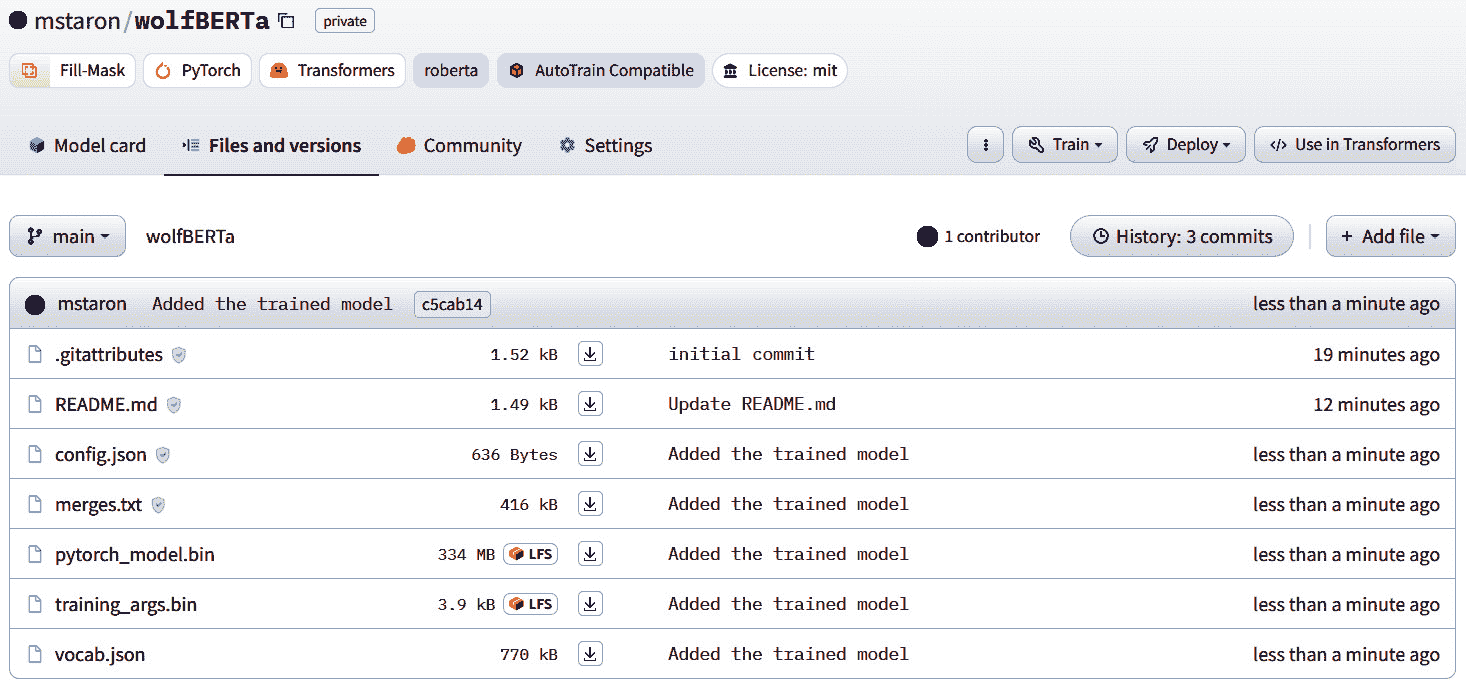 mstaron/wolfBERTa private
Fill-Mask PyTorch Transformers roberta AutoTrain Compatible License: mit
Model card Files and versions Community Settings Train Deploy </> Use in Transformers
main wolfBERTa 1 contributor History: 3 commits + Add file
mstaron Added the trained model c5cab14 less than a minute ago
.gitattributes 1.52 kB initial commit 19 minutes ago
README.md 1.49 kB Update README.md 12 minutes ago
config.json 636 Bytes Added the trained model less than a minute ago
merges.txt 416 kB Added the trained model less than a minute ago
pytorch_model.bin 334 MB LFS Added the trained model less than a minute ago
training_args.bin 3.9 kB LFS Added the trained model less than a minute ago
vocab.json 770 kB Added the trained model less than a minute ago